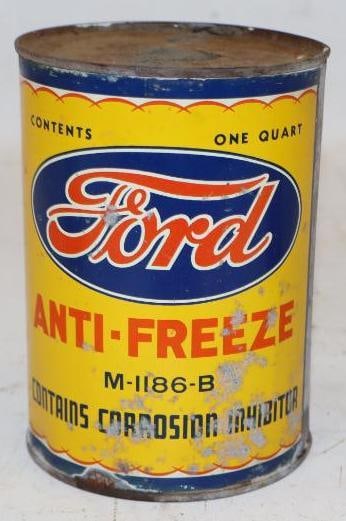 CONTENTS ONE QUART
Ford
ANTI-FREEZE
M-1186-B
CONTAINS CORROSION INHIBITOR